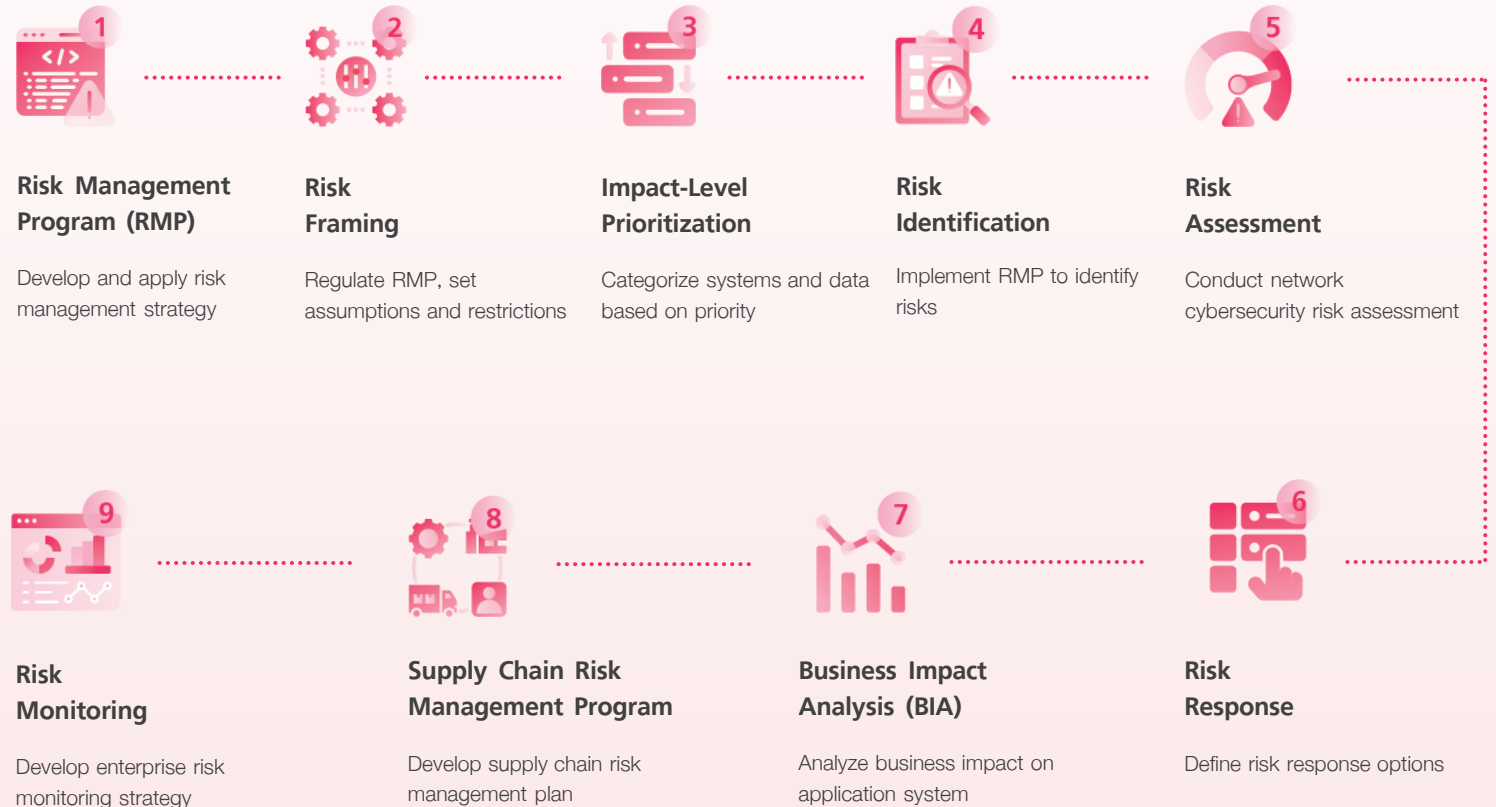 1
Risk Management
Program (RMP)
Develop and apply risk
management strategy
2
Risk
Framing
Regulate RMP, set
assumptions and restrictions
3
Impact-Level
Prioritization
Categorize systems and data
based on priority
4
Risk
Identification
Implement RMP to identify
risks
5
Risk
Assessment
Conduct network
cybersecurity risk assessment
6
Risk
Response
Define risk response options
7
Business Impact
Analysis (BIA)
Analyze business impact on
application system
8
Supply Chain Risk
Management Program
Develop supply chain risk
management plan
9
Risk
Monitoring
Develop enterprise risk
monitoring strategy